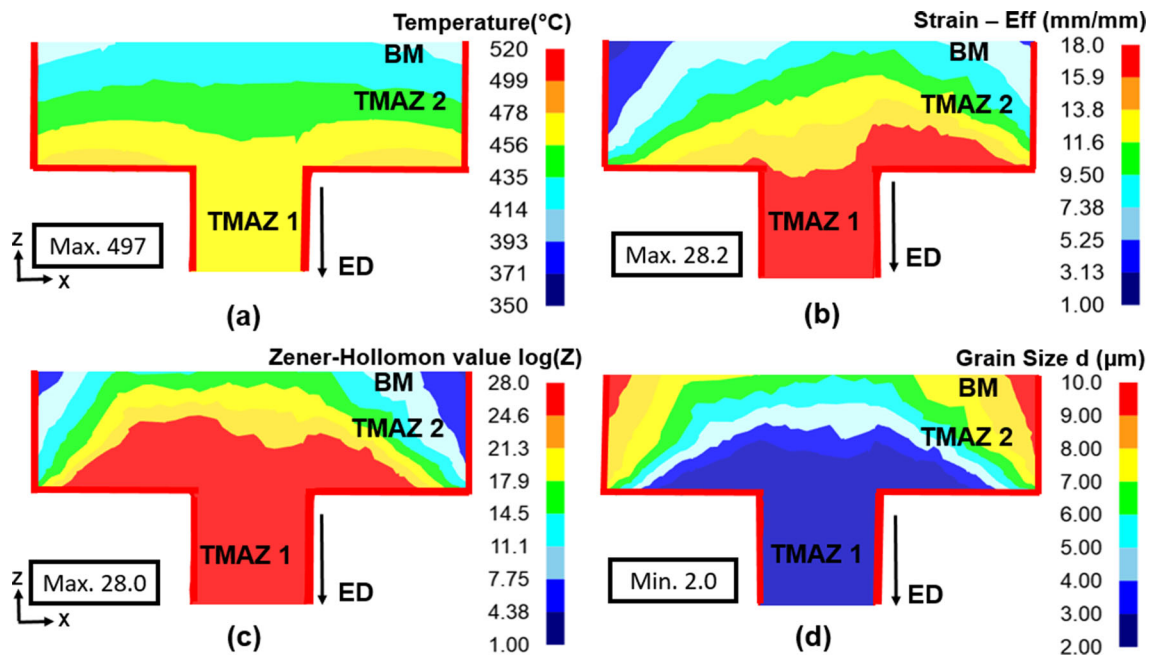 (a)
Temperature(°C)
BM
TMAZ 2
TMAZ 1
Max. 497
ED
Z
X
520
499
478
456
435
414
393
371
350
(b)
Strain – Eff (mm/mm)
BM
TMAZ 2
TMAZ 1
Max. 28.2
ED
18.0
15.9
13.8
11.6
9.50
7.38
5.25
3.13
1.00
Zener-Hollomon value log(Z)
BM
TMAZ 2
TMAZ 1
Max. 28.0
ED
Z
X
(c)
28.0
24.6
21.3
17.9
14.5
11.1
7.75
4.38
1.00
Grain Size d (µm)
BM
TMAZ 2
TMAZ 1
Min. 2.0
ED
(d)
10.0
9.00
8.00
7.00
6.00
5.00
4.00
3.00
2.00